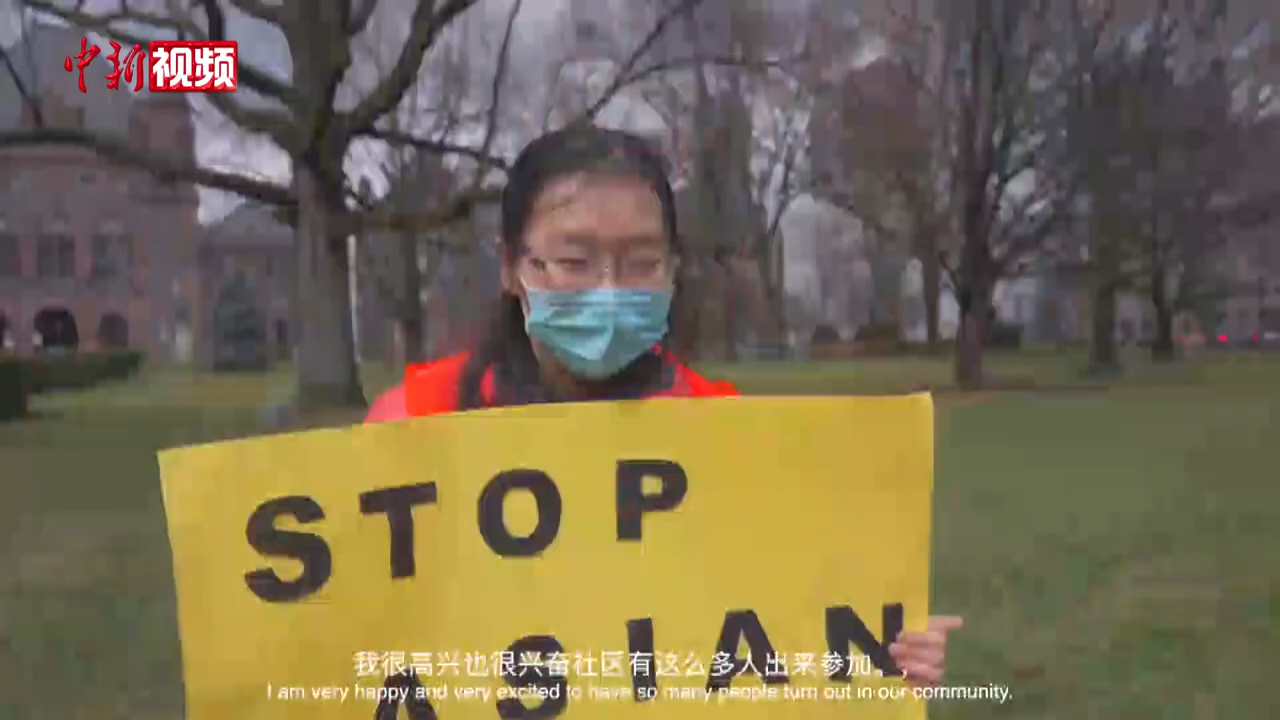 中新视频
STOP
ASIAN
我很高兴也很兴奋社区有这么多人出来参加。,
I am very happy and very excited to have so many people turn out in our community.